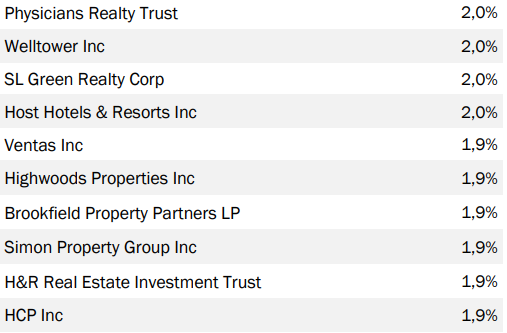 Physicians Realty Trust 2,0%
Welltower Inc 2,0%
SL Green Realty Corp 2,0%
Host Hotels & Resorts Inc 2,0%
Ventas Inc 1,9%
Highwoods Properties Inc 1,9%
Brookfield Property Partners LP 1,9%
Simon Property Group Inc 1,9%
H&R Real Estate Investment Trust 1,9%
HCP Inc 1,9%